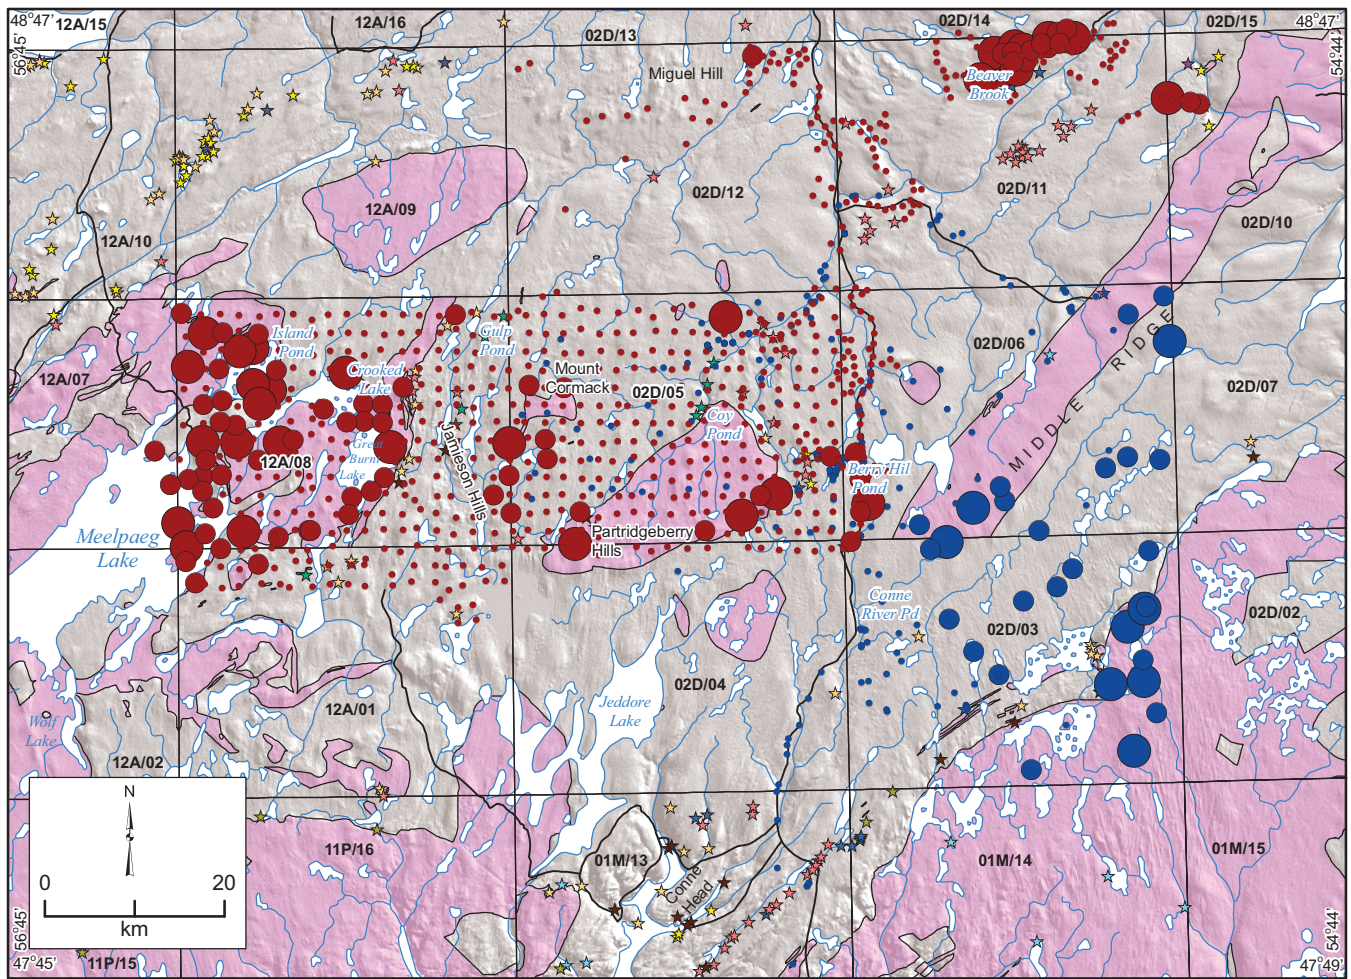 48°47'
12A/15
12A/16
02D/13
02D/14
02D/15
48°47'
56°45'
54°44'
Miguel Hill
Beaver
Brook
02D/12
02D/11
12A/09
12A/10
02D/10
Island
Pond
Gulp
Pond
Crooked
Lake
Mount
Cormack
02D/05
02D/06
MIDDLE RIDGE
12A/07
02D/07
Coy
Pond
Great
Burnt
Lake
12A/08
Jamieson Hills
Berry Hil
Pond
Meelpaeg
Lake
Partridgeberry
Hills
Conne
River Pd
02D/03
02D/02
02D/04
Jeddore
Lake
12A/01
Wolf
Lake
12A/02
N
0 20
km
11P/16
01M/13
Conne
Head
01M/14
01M/15
56°45'
54°44'
47°45'
11P/15
47°49'